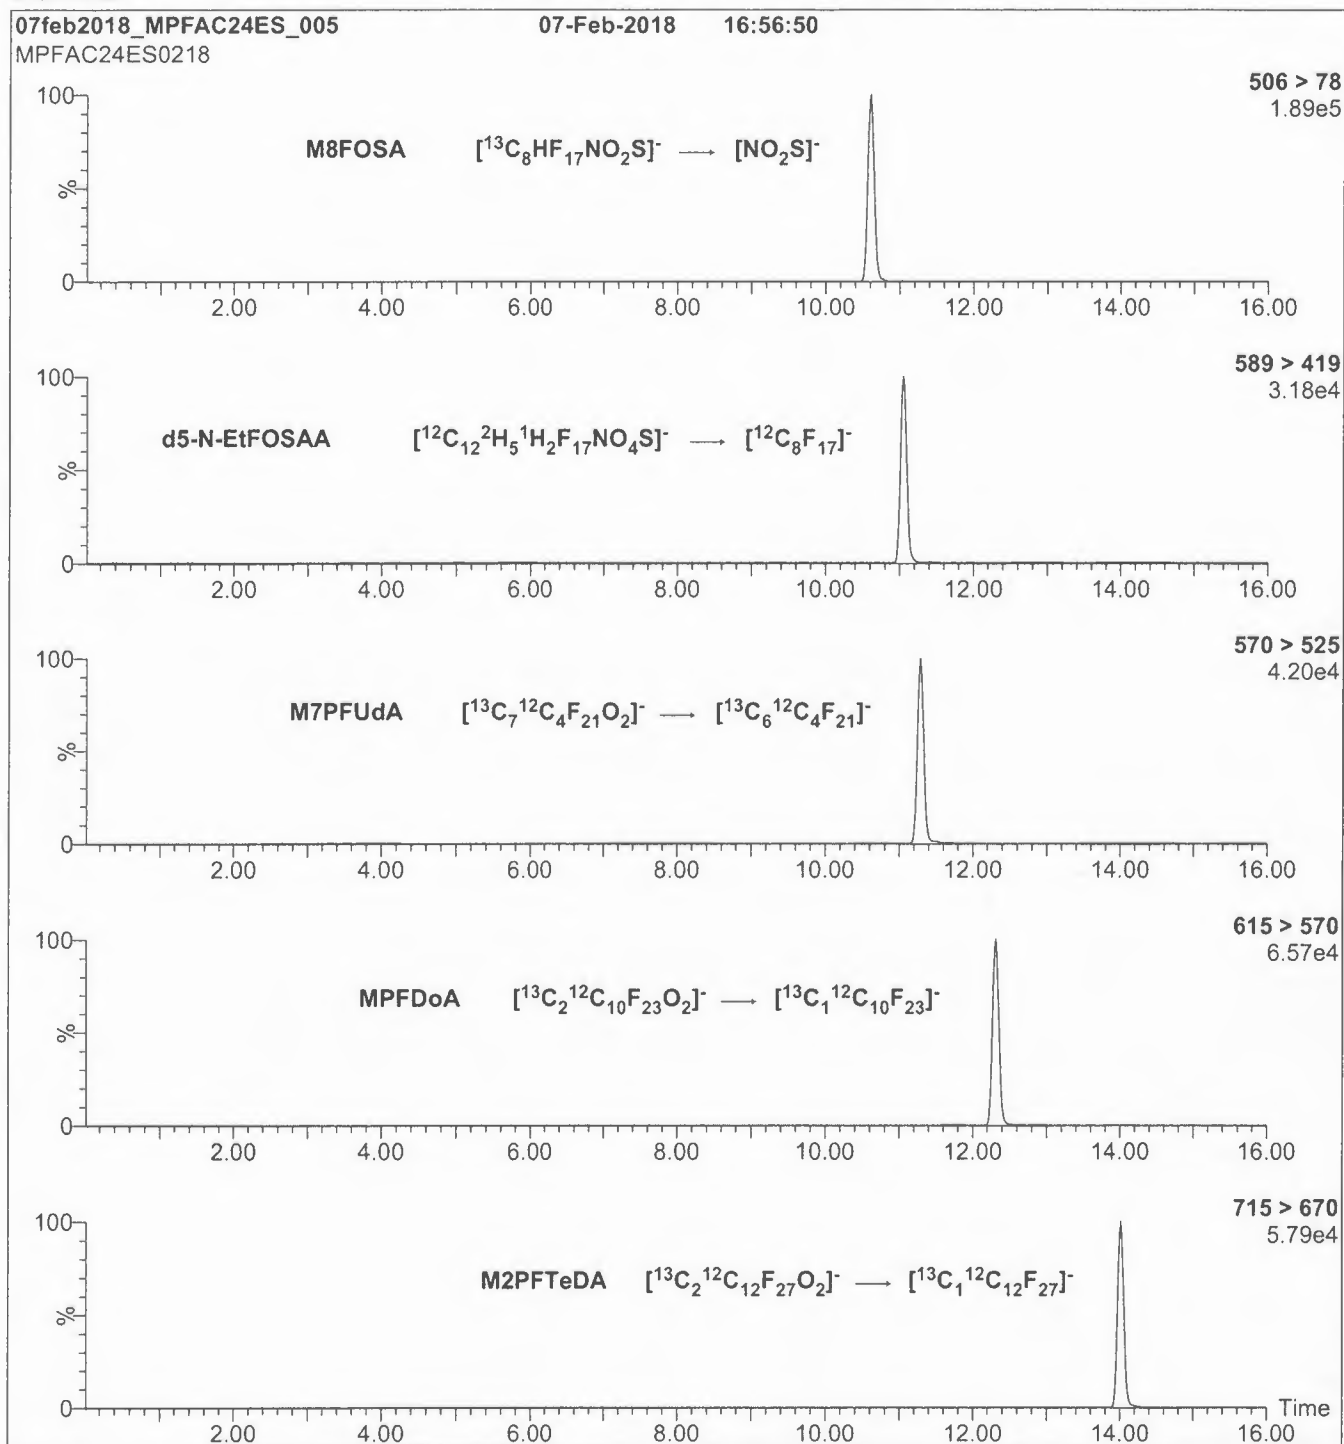 07feb2018_MPFAC24ES_005 07-Feb-2018 16:56:50
MPFAC24ES0218
506 > 78
1.89e5
100
M8FOSA [¹³C₈HF₁₇NO₂S]⁻ → [NO₂S]⁻
%
0
2.00 4.00 6.00 8.00 10.00 12.00 14.00 16.00
589 > 419
3.18e4
100
d5-N-EtFOSAA [¹²C₁₂²H₅¹H₂F₁₇NO₄S]⁻ → [¹²C₈F₁₇]⁻
%
0
2.00 4.00 6.00 8.00 10.00 12.00 14.00 16.00
570 > 525
4.20e4
100
M7PFUdA [¹³C₇¹²C₄F₂₁O₂]⁻ → [¹³C₆¹²C₄F₂₁]⁻
%
0
2.00 4.00 6.00 8.00 10.00 12.00 14.00 16.00
615 > 570
6.57e4
100
MPFDoA [¹³C₂¹²C₁₀F₂₃O₂]⁻ → [¹³C₁¹²C₁₀F₂₃]⁻
%
0
2.00 4.00 6.00 8.00 10.00 12.00 14.00 16.00
715 > 670
5.79e4
100
M2PFTeDA [¹³C₂¹²C₁₂F₂₇O₂]⁻ → [¹³C₁¹²C₁₂F₂₇]⁻
%
0
Time
2.00 4.00 6.00 8.00 10.00 12.00 14.00 16.00